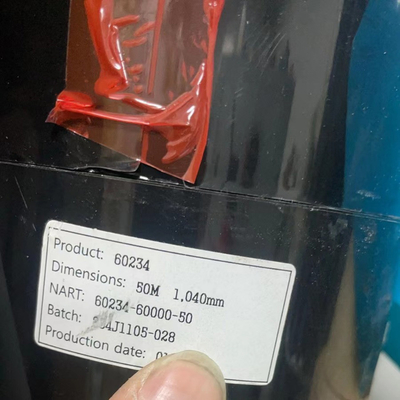 Product: 60234
Dimensions: 50M 1,040mm
NART: 60234-60000-50
Batch:
Production date: